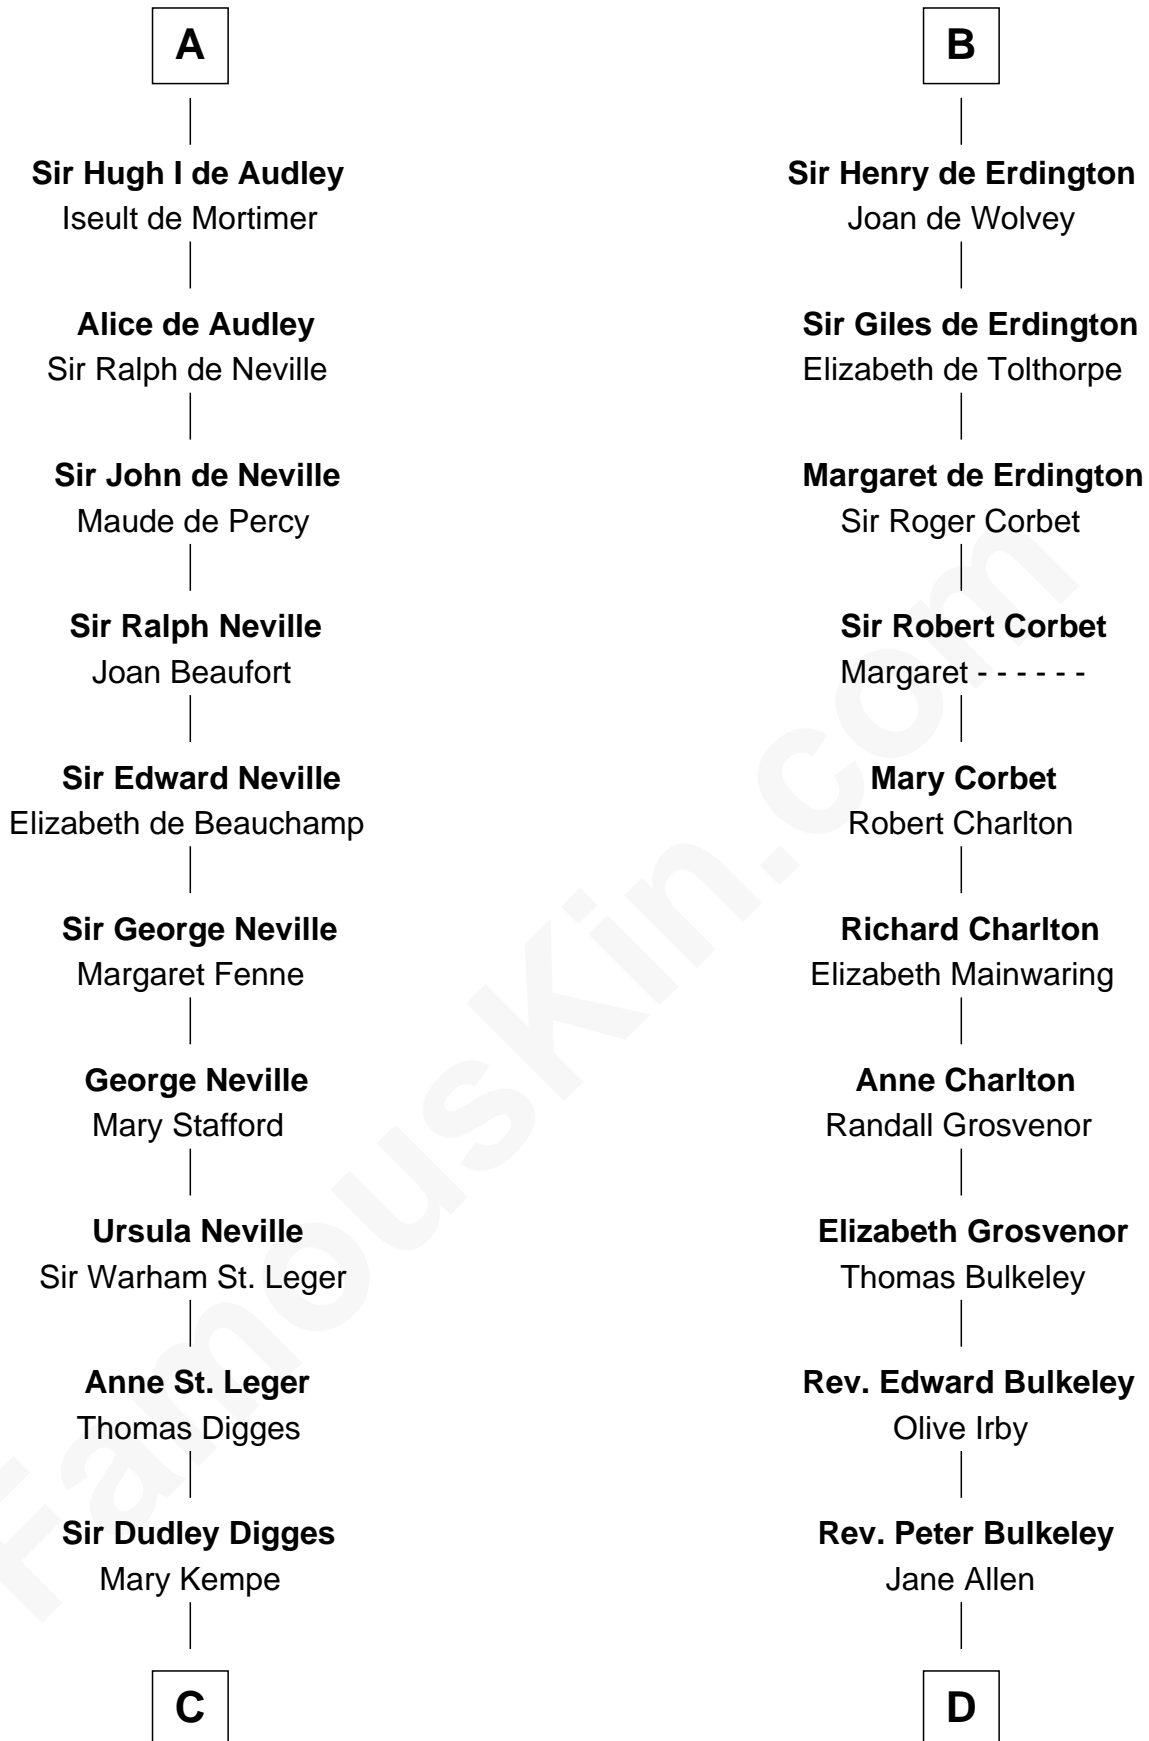 A
Sir Hugh I de Audley
Iseult de Mortimer
Alice de Audley
Sir Ralph de Neville
Sir John de Neville
Maude de Percy
Sir Ralph Neville
Joan Beaufort
Sir Edward Neville
Elizabeth de Beauchamp
Sir George Neville
Margaret Fenne
George Neville
Mary Stafford
Ursula Neville
Sir Warham St. Leger
Anne St. Leger
Thomas Digges
Sir Dudley Digges
Mary Kempe
C
B
Sir Henry de Erdington
Joan de Wolvey
Sir Giles de Erdington
Elizabeth de Tolthorpe
Margaret de Erdington
Sir Roger Corbet
Sir Robert Corbet
Margaret - - - - - -
Mary Corbet
Robert Charlton
Richard Charlton
Elizabeth Mainwaring
Anne Charlton
Randall Grosvenor
Elizabeth Grosvenor
Thomas Bulkeley
Rev. Edward Bulkeley
Olive Irby
Rev. Peter Bulkeley
Jane Allen
D
FamousKin.com